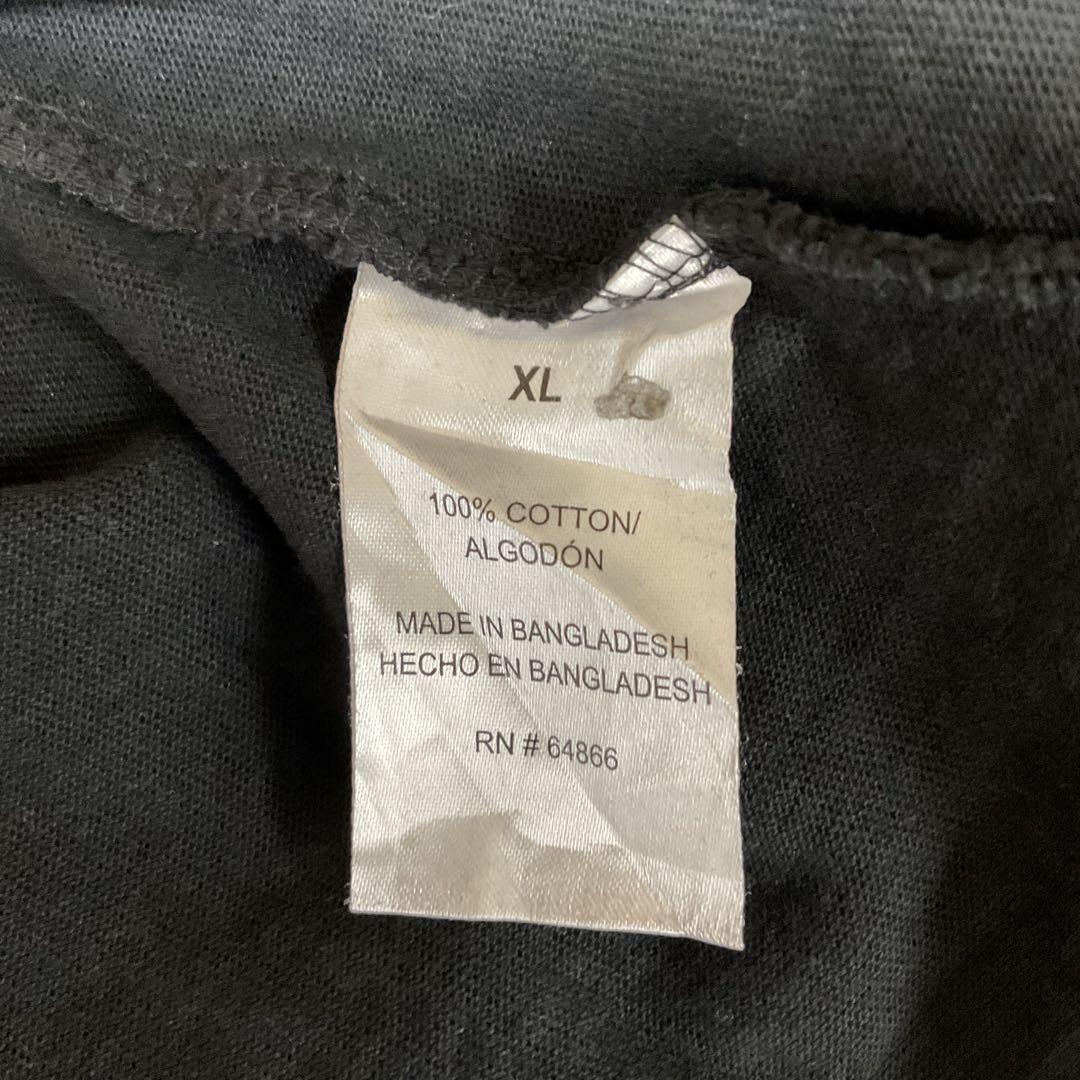 XL
100% COTTON/
ALGODÓN
MADE IN BANGLADESH
HECHO EN BANGLADESH
RN # 64866